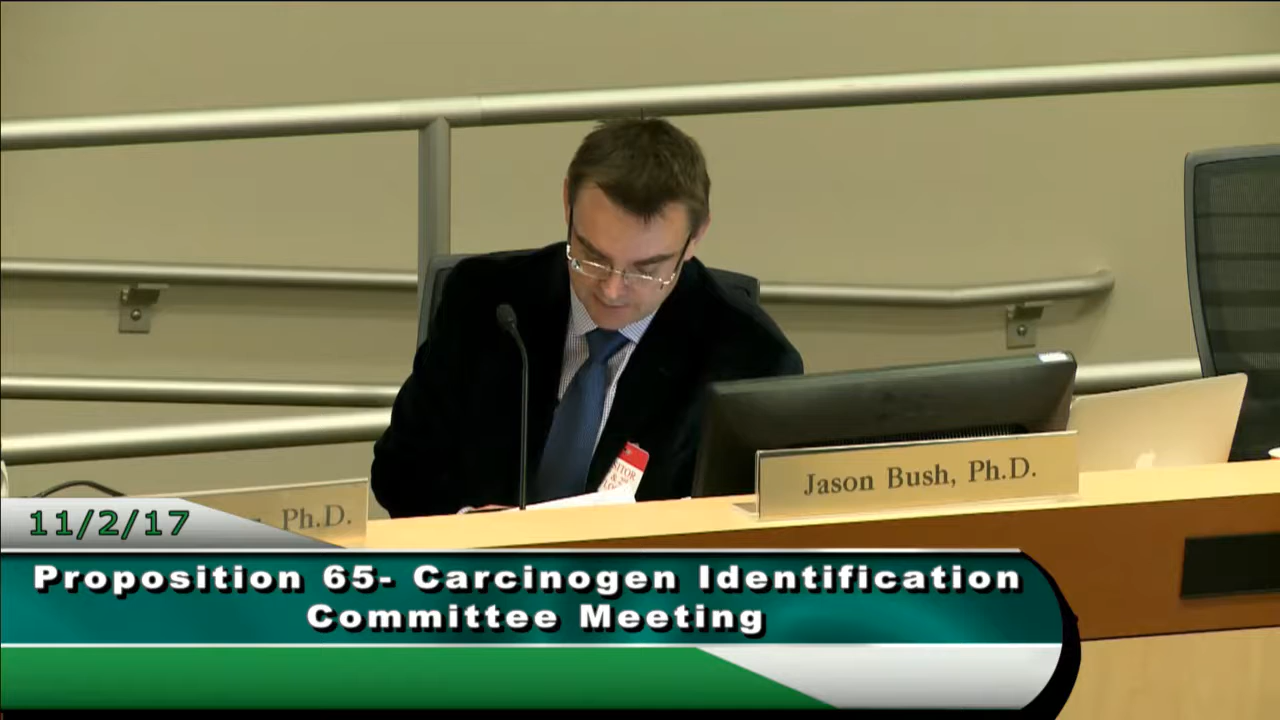 Jason Bush, Ph.D.
Ph.D.
11/2/17
Proposition 65- Carcinogen Identification
Committee Meeting